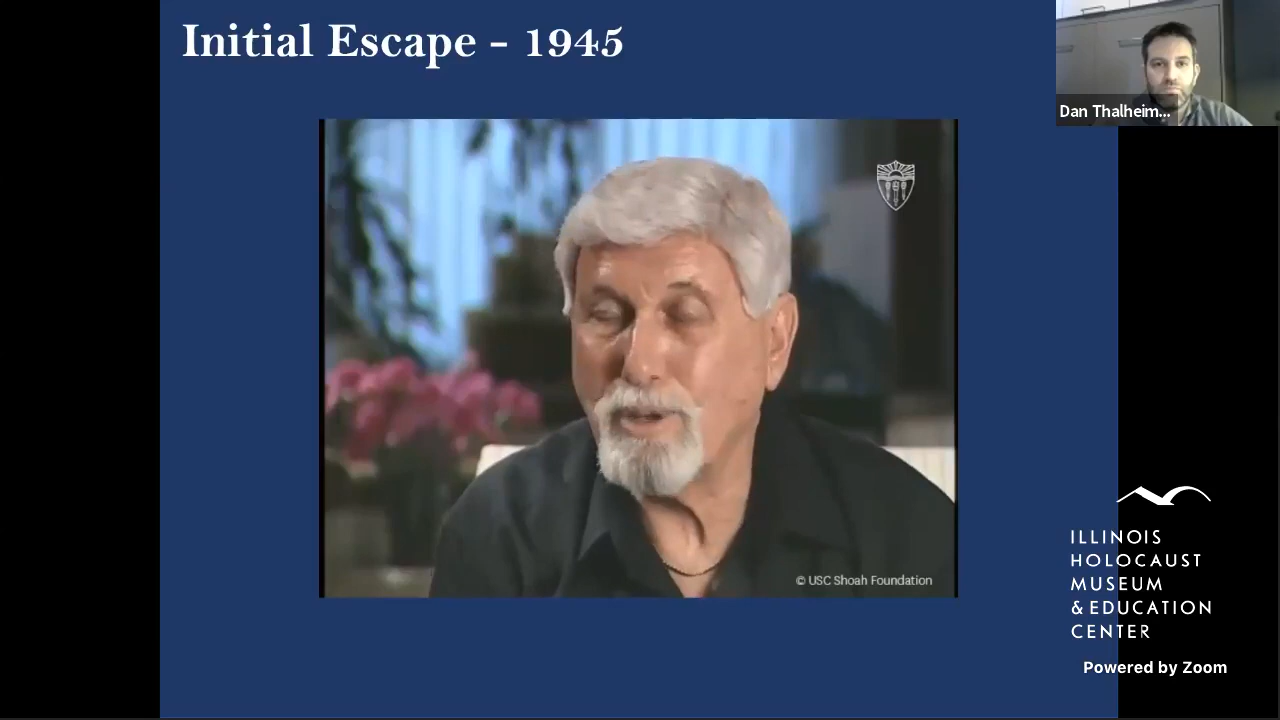 Initial Escape - 1945
Dan Thalheim...
© USC Shoah Foundation
ILLINOIS
HOLOCAUST
MUSEUM
& EDUCATION
CENTER
Powered by Zoom